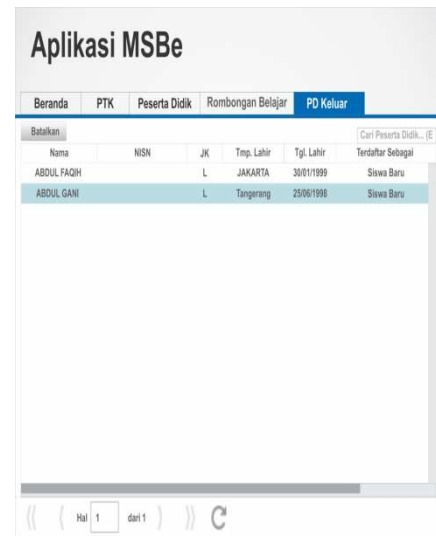 Aplikasi MSBe
Beranda PTK Peserta Didik Rombongan Belajar PD Keluar
Batalkan Cari Peserta Didik... (E
Nama NISN JK Tmp. Lahir Tgl. Lahir Terdaftar Sebagai
ABDUL FAQIH L JAKARTA 30/01/1999 Siswa Baru
ABDUL GANI L Tangerang 25/06/1998 Siswa Baru
Hal 1 dari 1